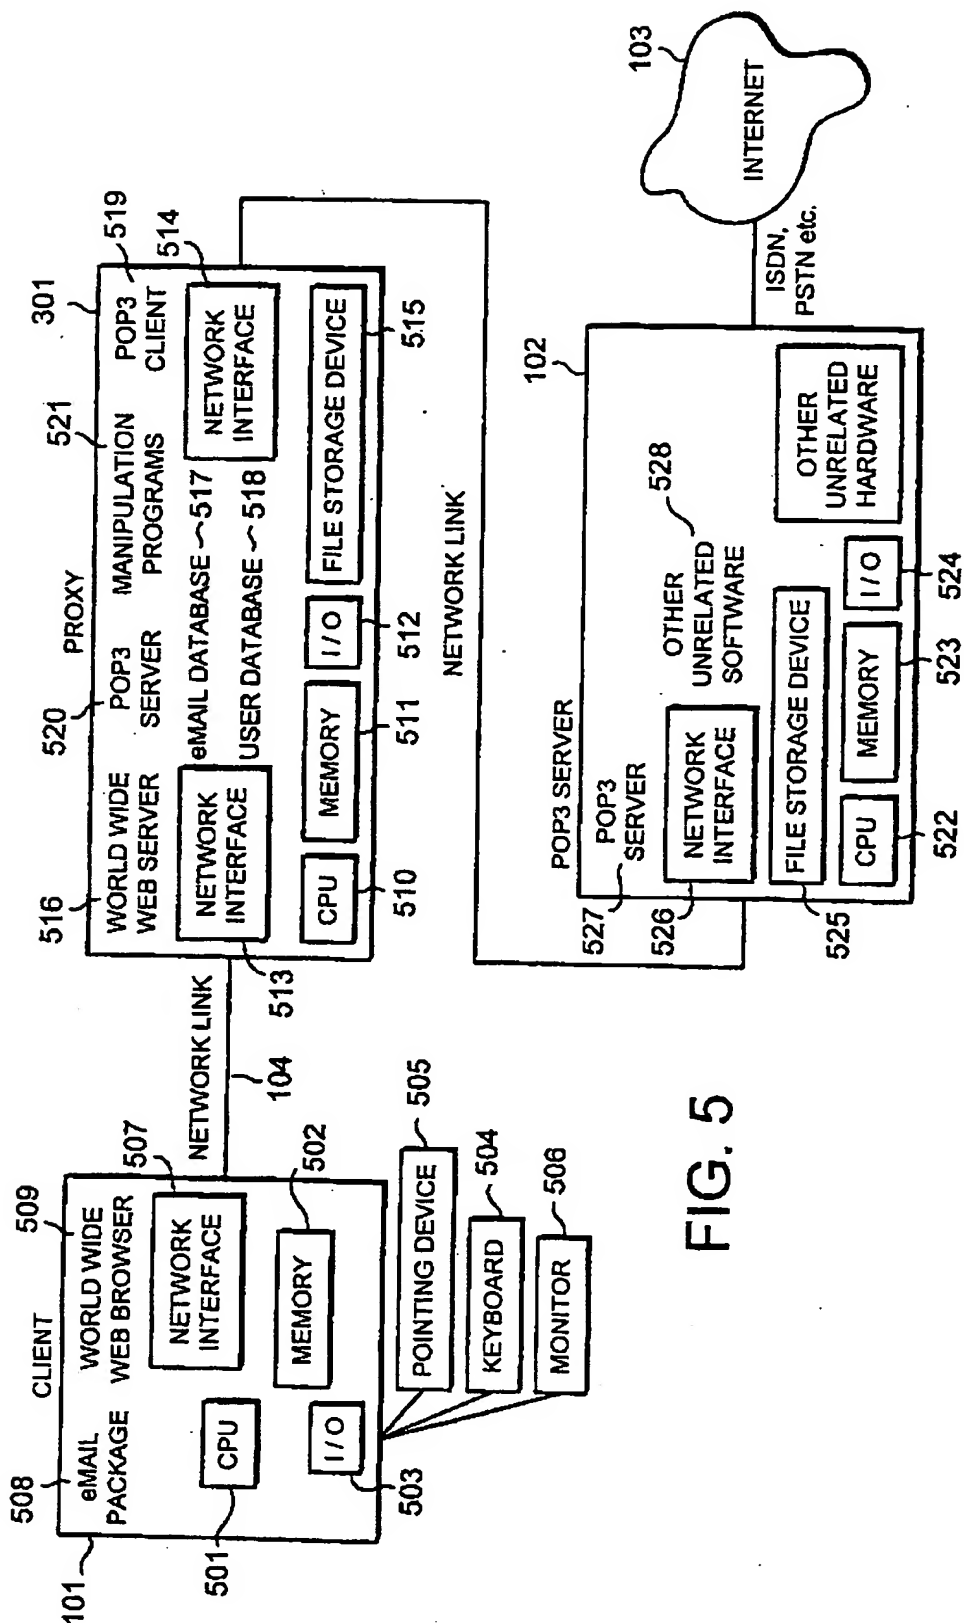 CLIENT
101
508
eMAIL
PACKAGE
509
WORLD WIDE
WEB BROWSER
507
NETWORK
INTERFACE
CPU
501
MEMORY
502
I / O
503
POINTING DEVICE
505
KEYBOARD
504
MONITOR
506
NETWORK LINK
104
PROXY
301
516
WORLD WIDE
WEB SERVER
520
POP3
SERVER
521
MANIPULATION
PROGRAMS
POP3
CLIENT
519
NETWORK
INTERFACE
513
eMAIL DATABASE
517
USER DATABASE
518
NETWORK
INTERFACE
514
CPU
510
MEMORY
511
I / O
512
FILE STORAGE DEVICE
515
NETWORK LINK
POP3 SERVER
102
POP3
SERVER
527
OTHER
UNRELATED
SOFTWARE
528
NETWORK
INTERFACE
526
FILE STORAGE DEVICE
525
OTHER
UNRELATED
HARDWARE
CPU
522
MEMORY
523
I / O
524
ISDN,
PSTN etc.
INTERNET
103
FIG. 5